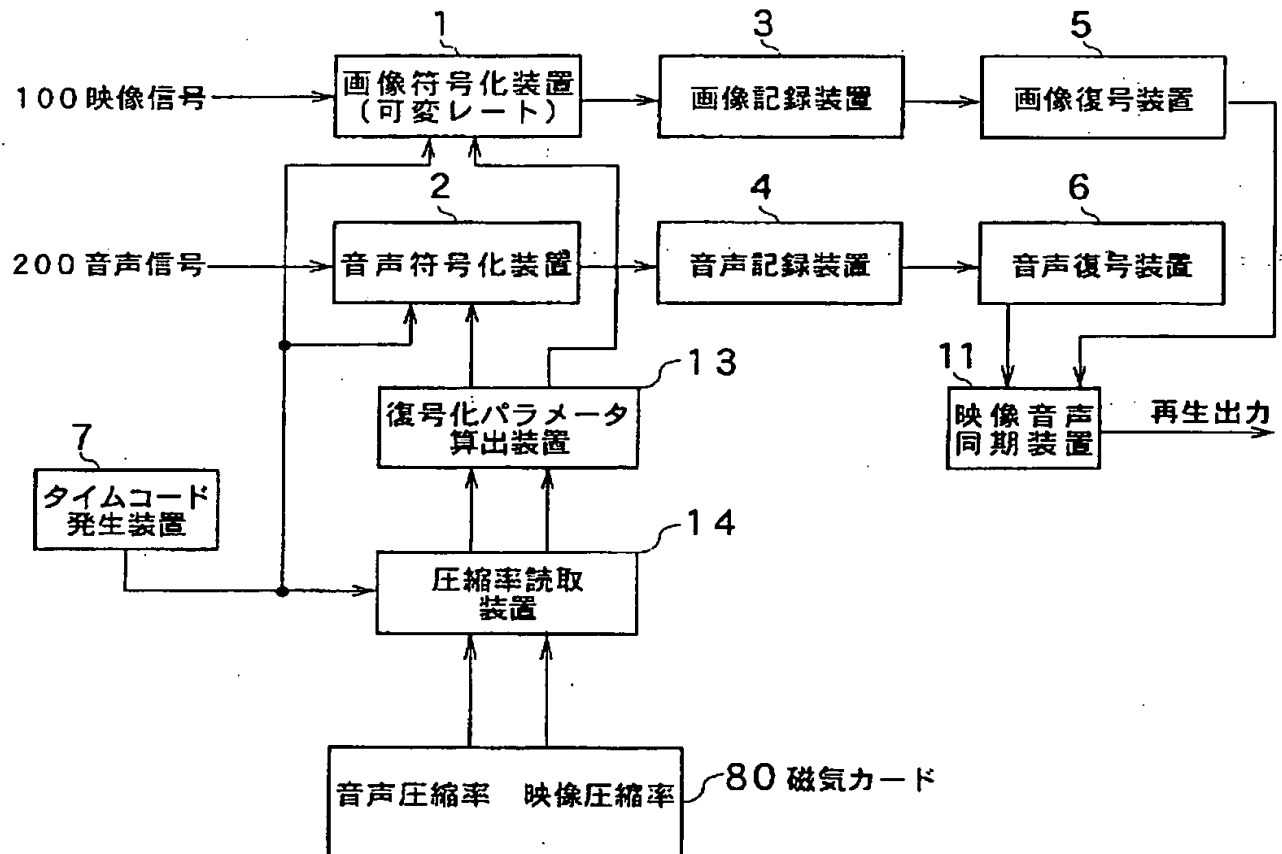 1
3
5
100映像信号
画像符号化装置
(可変レート)
画像記録装置
画像復号装置
2
4
6
200音声信号
音声符号化装置
音声記録装置
音声復号装置
13
11
復号化パラメータ
算出装置
映像音声
同期装置
再生出力
7
タイムコード
発生装置
14
圧縮率読取
装置
音声圧縮率 映像圧縮率
80磁気カード